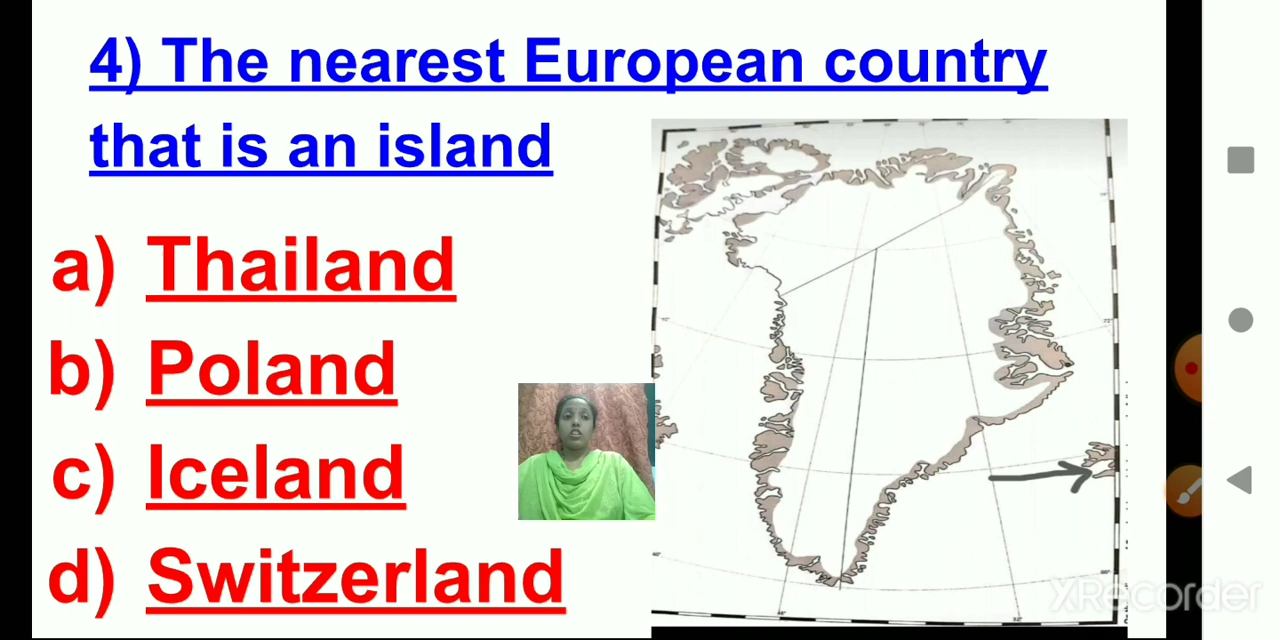 4) The nearest European country
that is an island
a) Thailand
b) Poland
c) Iceland
d) Switzerland
XRecorder